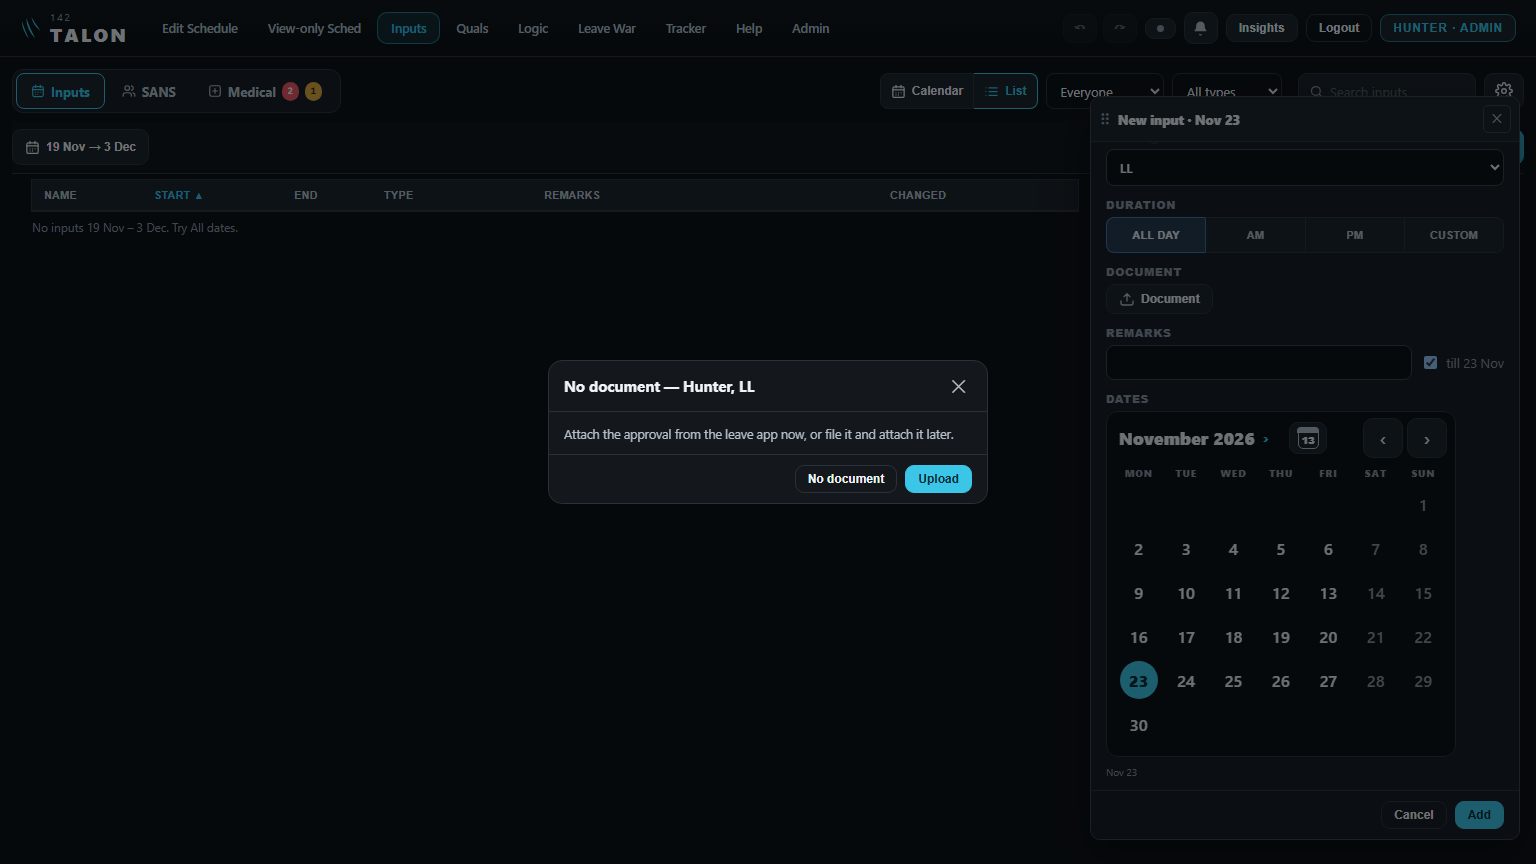 142
TALON
Edit Schedule
View-only Sched
Inputs
Quals
Logic
Leave War
Tracker
Help
Admin
Insights
Logout
HUNTER · ADMIN
Inputs
SANS
Medical 2 1
Calendar
List
Everyone
All types
Search inputs
19 Nov → 3 Dec
NAME
START ▲
END
TYPE
REMARKS
CHANGED
No inputs 19 Nov – 3 Dec. Try All dates.
New input · Nov 23
LL
DURATION
ALL DAY
AM
PM
CUSTOM
DOCUMENT
Document
REMARKS
till 23 Nov
DATES
November 2026 ›
13
‹ ›
MON TUE WED THU FRI SAT SUN
1
2 3 4 5 6 7 8
9 10 11 12 13 14 15
16 17 18 19 20 21 22
23 24 25 26 27 28 29
30
Nov 23
Cancel
Add
No document — Hunter, LL
Attach the approval from the leave app now, or file it and attach it later.
No document
Upload